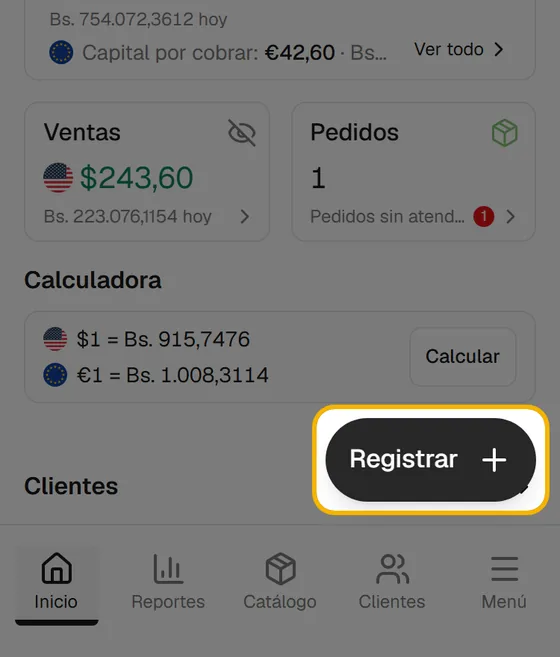 Bs. 754.072,3612 hoy
Capital por cobrar: €42,60 · Bs...
Ver todo
Ventas
$243,60
Bs. 223.076,1154 hoy
Pedidos
1
Pedidos sin atend... 1
Calculadora
$1 = Bs. 915,7476
€1 = Bs. 1.008,3114
Calcular
Registrar
Clientes
Inicio
Reportes
Catálogo
Clientes
Menú